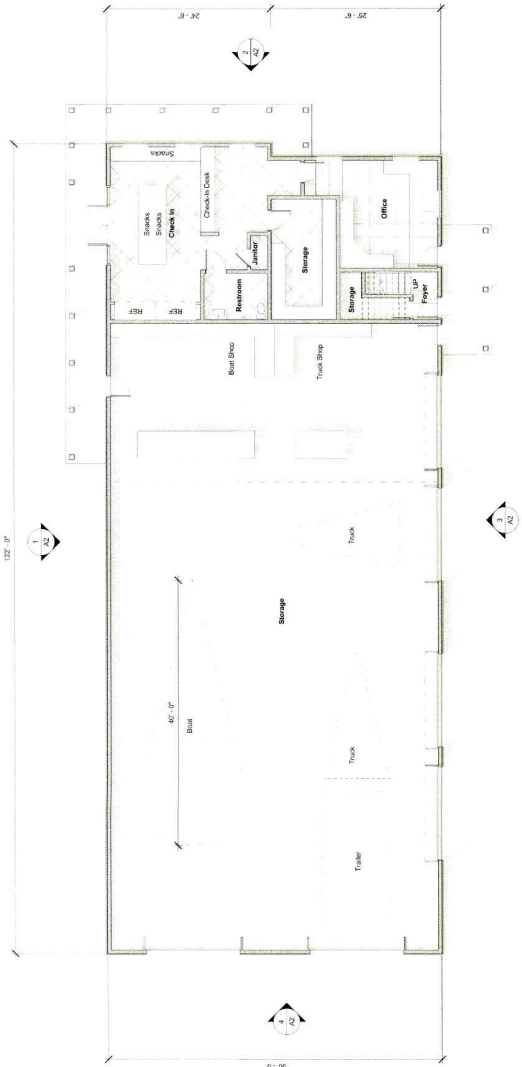 24' - 6"
25' - 6"
2
A2
122' - 0"
Snacks
Snacks
Snacks
Check In
Check-In Desk
REF
REF
Restroom
Janitor
Storage
Office
Storage
UP
Foyer
Boat Shop
Truck Shop
1
A2
3
A2
Truck
Storage
40' - 0"
Boat
Truck
Trailer
4
A2